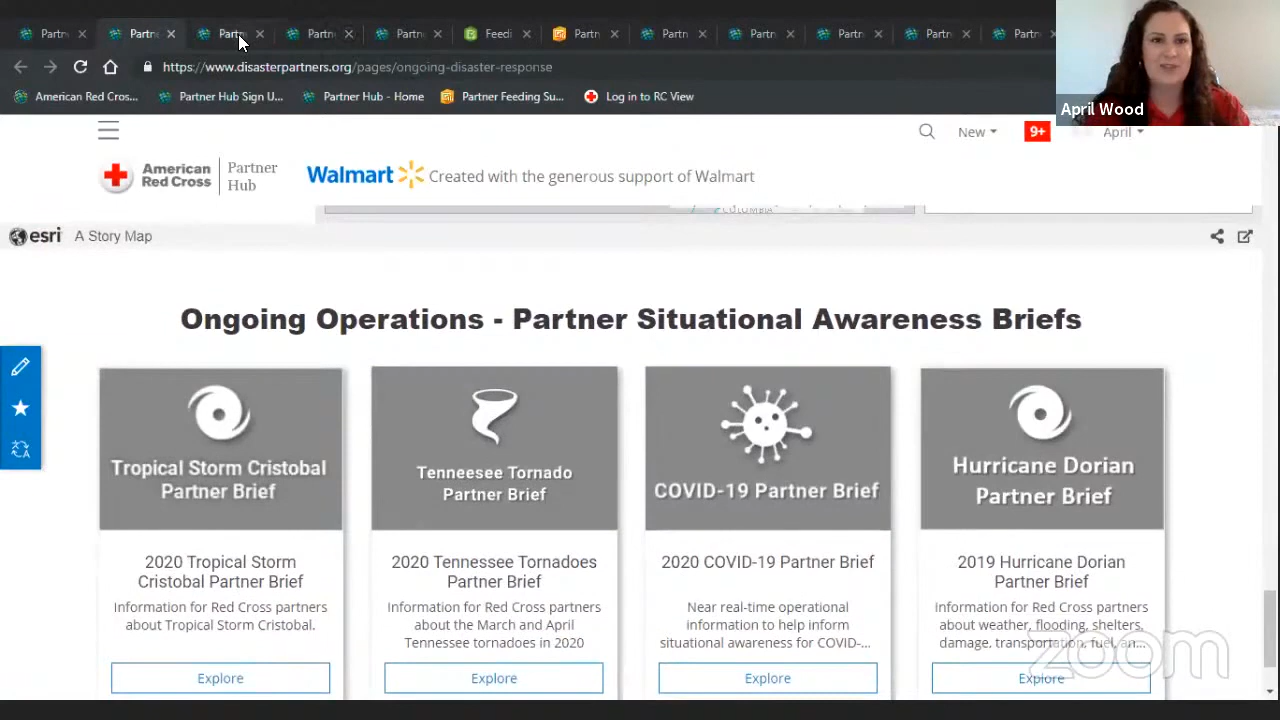 Partn
Partn
Partn
Partn
Partn
Feedi
Partn
Partn
Partn
Partn
Partn
Partn
https://www.disasterpartners.org/pages/ongoing-disaster-response
American Red Cros...
Partner Hub Sign U...
Partner Hub - Home
Partner Feeding Su...
Log in to RC View
April Wood
New
9+
April
American
Red Cross
Partner
Hub
Walmart
Created with the generous support of Walmart
COLUMBIA
esri
A Story Map
Ongoing Operations - Partner Situational Awareness Briefs
Tropical Storm Cristobal
Partner Brief
Tenneesee Tornado
Partner Brief
COVID-19 Partner Brief
Hurricane Dorian
Partner Brief
2020 Tropical Storm
Cristobal Partner Brief
Information for Red Cross partners
about Tropical Storm Cristobal.
Explore
2020 Tennessee Tornadoes
Partner Brief
Information for Red Cross partners
about the March and April
Tennessee tornadoes in 2020
Explore
2020 COVID-19 Partner Brief
Near real-time operational
information to help inform
situational awareness for COVID-...
Explore
2019 Hurricane Dorian
Partner Brief
Information for Red Cross partners
about weather, flooding, shelters,
damage, transportation, fuel, an...
Explore
zoom